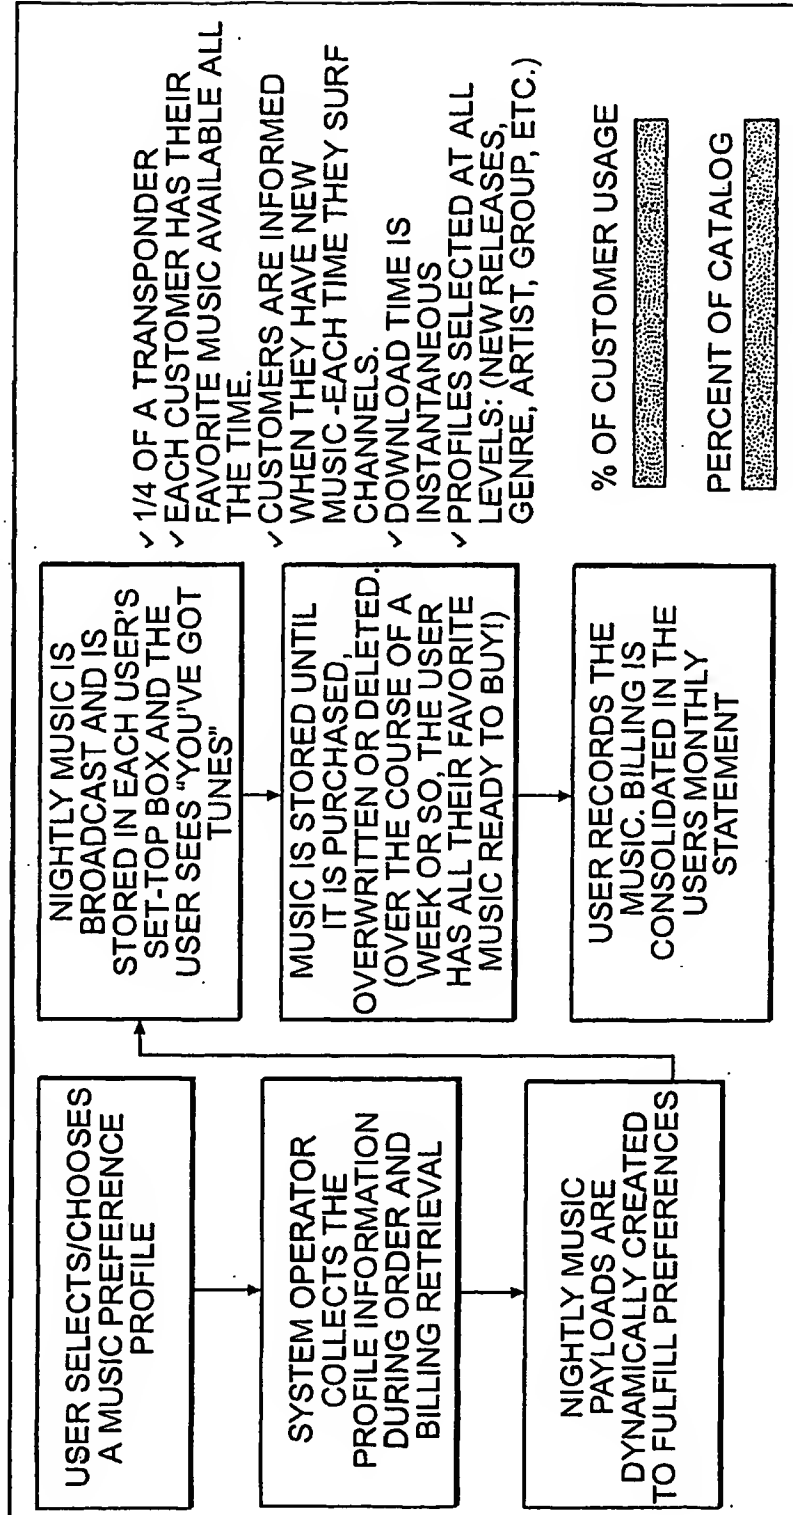 USER SELECTS/CHOOSES
A MUSIC PREFERENCE
PROFILE
SYSTEM OPERATOR
COLLECTS THE
PROFILE INFORMATION
DURING ORDER AND
BILLING RETRIEVAL
NIGHTLY MUSIC
PAYLOADS ARE
DYNAMICALLY CREATED
TO FULFILL PREFERENCES
NIGHTLY MUSIC IS
BROADCAST AND IS
STORED IN EACH USER'S
SET-TOP BOX AND THE
USER SEES "YOU'VE GOT
TUNES"
MUSIC IS STORED UNTIL
IT IS PURCHASED,
OVERWRITTEN OR DELETED.
(OVER THE COURSE OF A
WEEK OR SO, THE USER
HAS ALL THEIR FAVORITE
MUSIC READY TO BUY!)
USER RECORDS THE
MUSIC. BILLING IS
CONSOLIDATED IN THE
USERS MONTHLY
STATEMENT
✓ 1/4 OF A TRANSPONDER
✓ EACH CUSTOMER HAS THEIR
FAVORITE MUSIC AVAILABLE ALL
THE TIME.
✓ CUSTOMERS ARE INFORMED
WHEN THEY HAVE NEW
MUSIC -EACH TIME THEY SURF
CHANNELS.
✓ DOWNLOAD TIME IS
INSTANTANEOUS
✓ PROFILES SELECTED AT ALL
LEVELS: (NEW RELEASES,
GENRE, ARTIST, GROUP, ETC.)
% OF CUSTOMER USAGE
PERCENT OF CATALOG